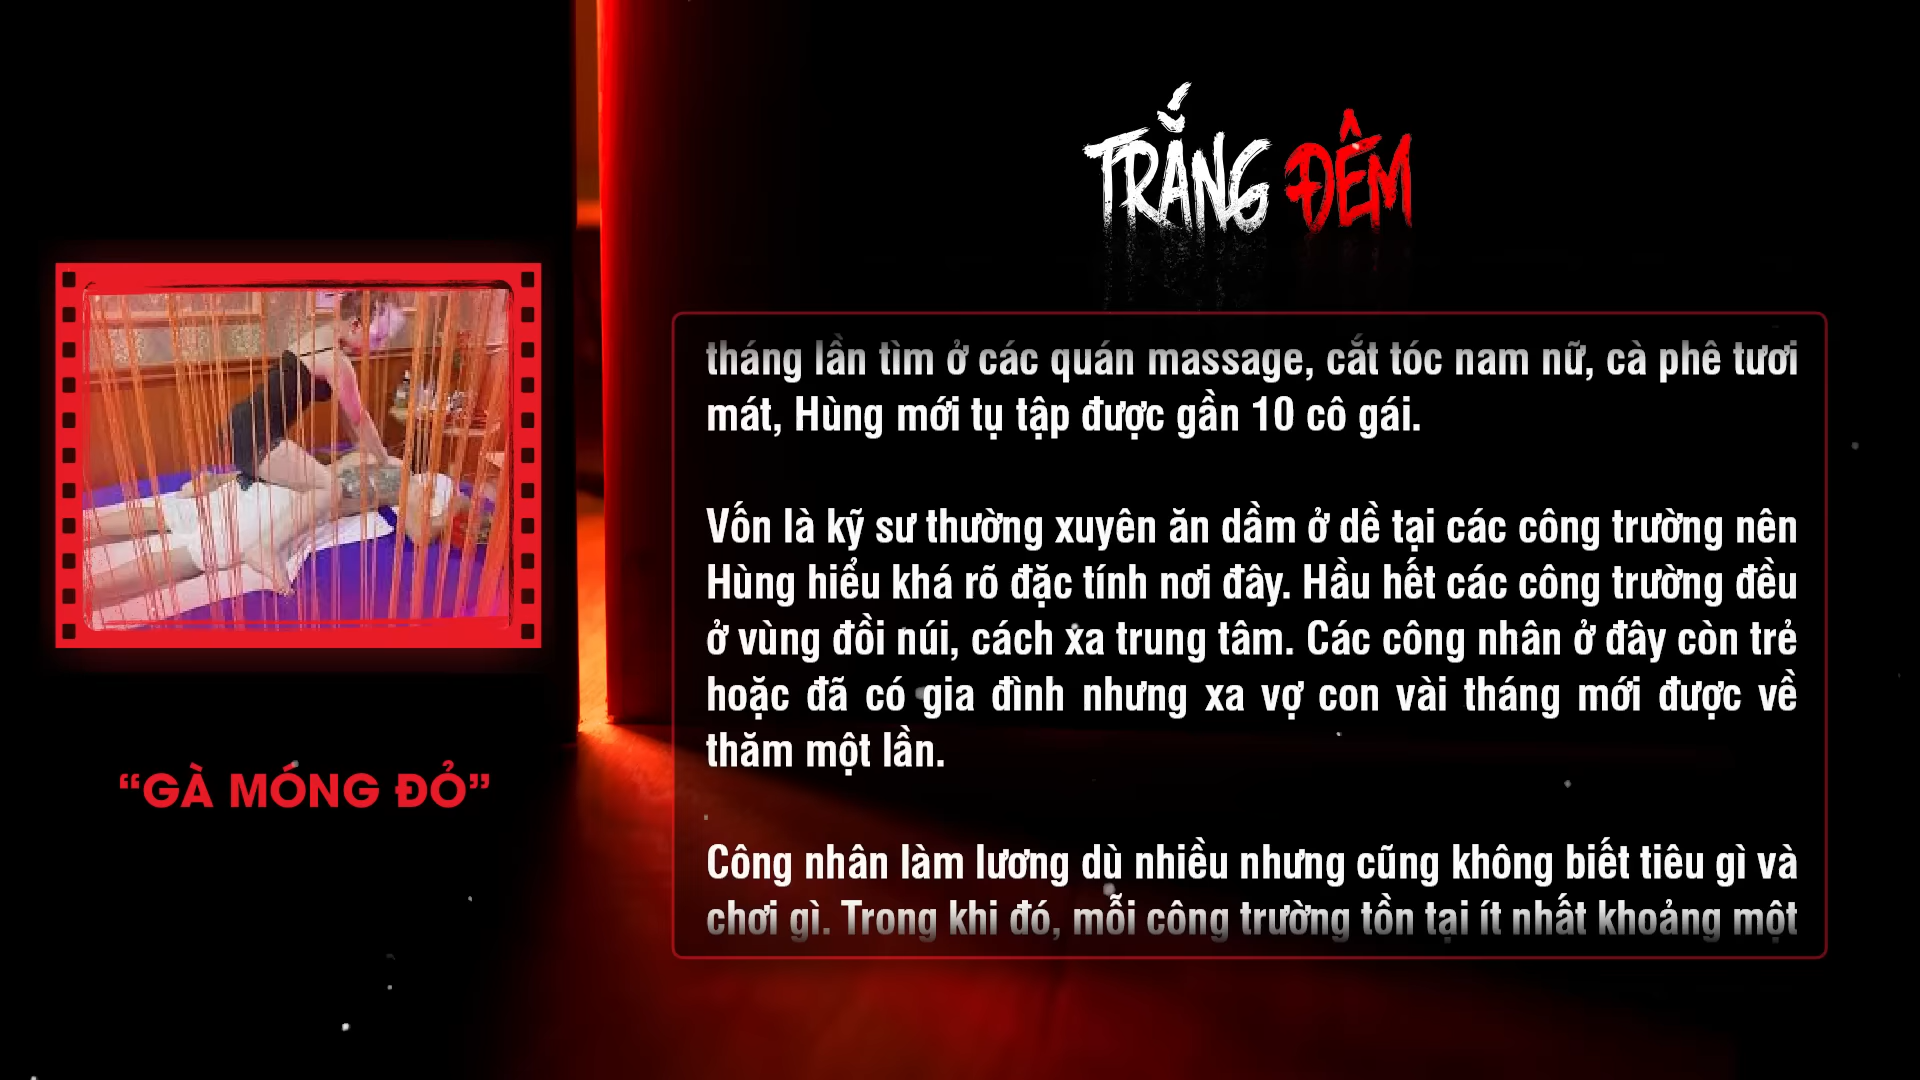 TRẮNG ĐÊM
tháng lần tìm ở các quán massage, cắt tóc nam nữ, cà phê tươi
mát, Hùng mới tụ tập được gần 10 cô gái.
Vốn là kỹ sư thường xuyên ăn dầm ở dề tại các công trường nên
Hùng hiểu khá rõ đặc tính nơi đây. Hầu hết các công trường đều
ở vùng đồi núi, cách xa trung tâm. Các công nhân ở đây còn trẻ
hoặc đã có gia đình nhưng xa vợ con vài tháng mới được về
thăm một lần.
Công nhân làm lương dù nhiều nhưng cũng không biết tiêu gì và
chơi gì. Trong khi đó, mỗi công trường tồn tại ít nhất khoảng một
“GÀ MÓNG ĐỎ”